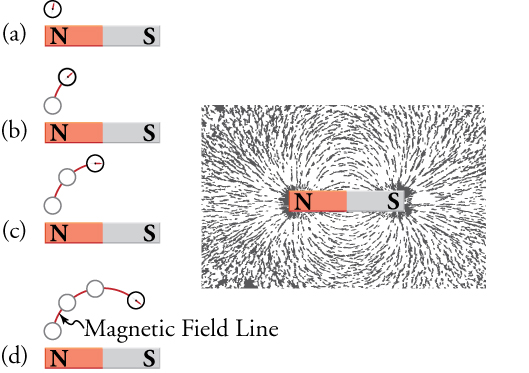 (a)
N S
(b)
N S
(c)
N S
Magnetic Field Line
(d)
N S
N S